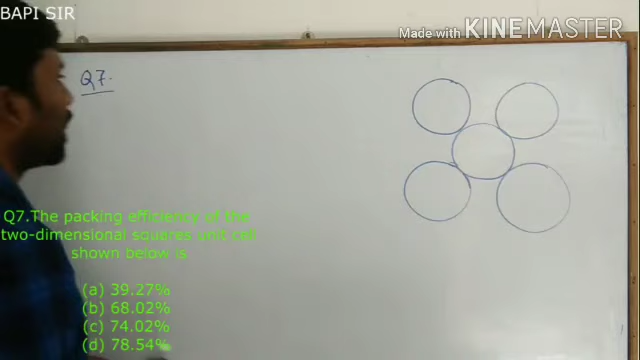 BAPI SIR
Made with KINEMASTER
Q7.
Q7.The packing efficiency of the
two-dimensional squares unit cell
shown below is
(a) 39.27%
(b) 68.02%
(c) 74.02%
(d) 78.54%